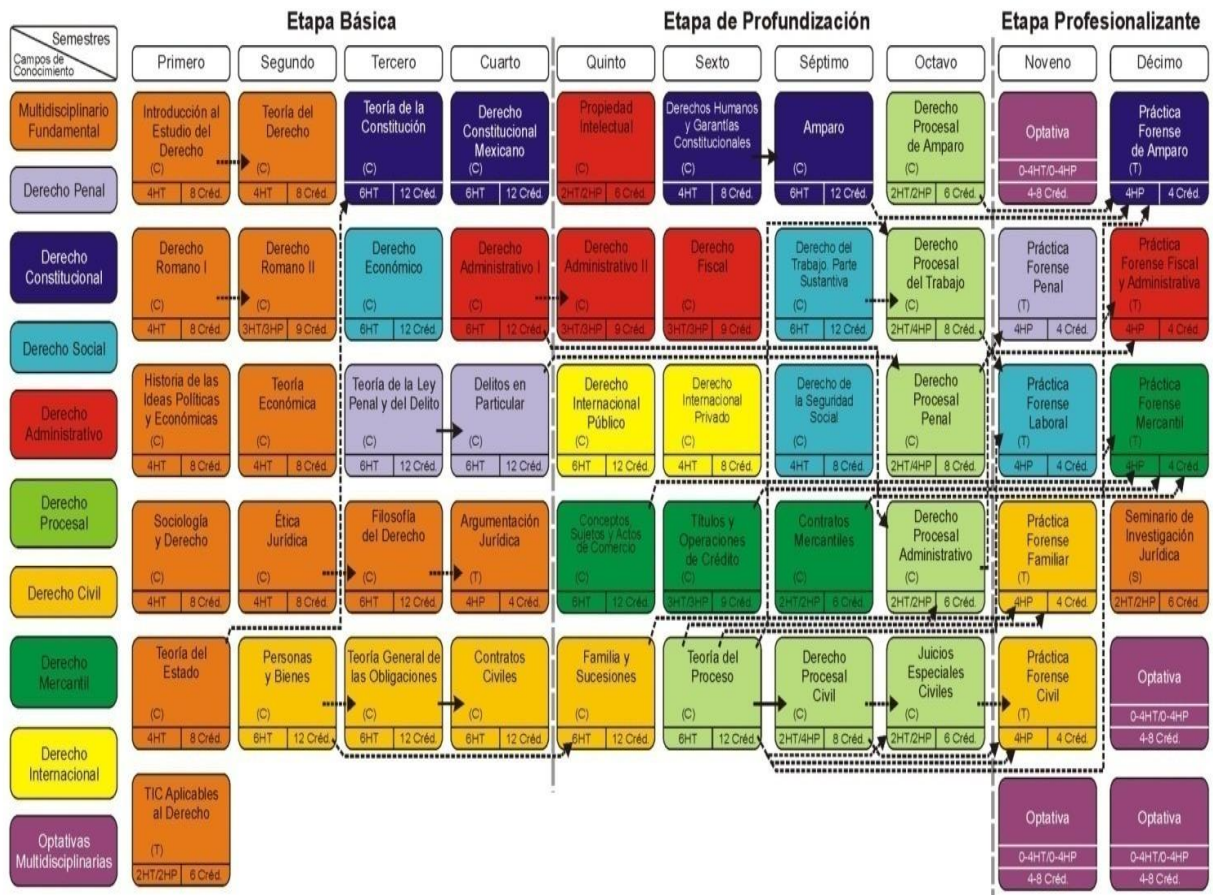 Etapa Básica
Etapa de Profundización
Etapa Profesionalizante
Semestres
Campos de
Conocimiento
Primero
Segundo
Tercero
Cuarto
Quinto
Sexto
Séptimo
Octavo
Noveno
Décimo
Multidisciplinario
Fundamental
Introducción al
Estudio del
Derecho
(C)
4HT 8 Créd.
Teoría del
Derecho
(C)
4HT 8 Créd.
Teoría de la
Constitución
(C)
6HT 12 Créd.
Derecho
Constitucional
Mexicano
(C)
6HT 12 Créd.
Propiedad
Intelectual
(C)
2HT/2HP 6 Créd.
Derechos Humanos
y Garantías
Constitucionales
(C)
4HT 8 Créd.
Amparo
(C)
6HT 12 Créd.
Derecho
Procesal
de Amparo
(C)
2HT/2HP 6 Créd.
Optativa
0-4HT/0-4HP
4-8 Créd.
Práctica
Forense
de Amparo
(T)
4HP 4 Créd.
Derecho Penal
Derecho
Constitucional
Derecho
Romano I
(C)
4HT 8 Créd.
Derecho
Romano II
(C)
3HT/3HP 9 Créd.
Derecho
Económico
(C)
6HT 12 Créd.
Derecho
Administrativo I
(C)
6HT 12 Créd.
Derecho
Administrativo II
(C)
3HT/3HP 9 Créd.
Derecho
Fiscal
(C)
3HT/3HP 9 Créd.
Derecho del
Trabajo. Parte
Sustantiva
(C)
6HT 12 Créd.
Derecho
Procesal
del Trabajo
(C)
2HT/4HP 8 Créd.
Práctica
Forense
Penal
(T)
4HP 4 Créd.
Práctica
Forense Fiscal
y Administrativa
(T)
4HP 4 Créd.
Derecho Social
Derecho
Administrativo
Historia de las
Ideas Políticas
y Económicas
(C)
4HT 8 Créd.
Teoría
Económica
(C)
4HT 8 Créd.
Teoría de la Ley
Penal y del Delito
(C)
6HT 12 Créd.
Delitos en
Particular
(C)
6HT 12 Créd.
Derecho
Internacional
Público
(C)
6HT 12 Créd.
Derecho
Internacional
Privado
(C)
4HT 8 Créd.
Derecho de
la Seguridad
Social
(C)
4HT 8 Créd.
Derecho
Procesal
Penal
(C)
2HT/4HP 8 Créd.
Práctica
Forense
Laboral
(T)
4HP 4 Créd.
Práctica
Forense
Mercantil
(T)
4HP 4 Créd.
Derecho
Procesal
Derecho Civil
Sociología
y Derecho
(C)
4HT 8 Créd.
Ética
Jurídica
(C)
4HT 8 Créd.
Filosofía
del Derecho
(C)
6HT 12 Créd.
Argumentación
Jurídica
(T)
4HP 4 Créd.
Conceptos,
Sujetos y Actos
de Comercio
(C)
6HT 12 Créd.
Títulos y
Operaciones
de Crédito
(C)
3HT/3HP 9 Créd.
Contratos
Mercantiles
(C)
2HT/2HP 6 Créd.
Derecho
Procesal
Administrativo
(C)
2HT/2HP 6 Créd.
Práctica
Forense
Familiar
(T)
4HP 4 Créd.
Seminario de
Investigación
Jurídica
(S)
2HT/2HP 6 Créd.
Derecho
Mercantil
Teoría del
Estado
(C)
4HT 8 Créd.
Personas
y Bienes
(C)
6HT 12 Créd.
Teoría General de
las Obligaciones
(C)
6HT 12 Créd.
Contratos
Civiles
(C)
6HT 12 Créd.
Familia y
Sucesiones
(C)
6HT 12 Créd.
Teoría del
Proceso
(C)
6HT 12 Créd.
Derecho
Procesal
Civil
(C)
2HT/4HP 8 Créd.
Juicios
Especiales
Civiles
(C)
2HT/2HP 6 Créd.
Práctica
Forense
Civil
(T)
4HP 4 Créd.
Optativa
0-4HT/0-4HP
4-8 Créd.
Derecho
Internacional
Optativas
Multidisciplinarias
TIC Aplicables
al Derecho
(T)
2HT/2HP 6 Créd.
Optativa
0-4HT/0-4HP
4-8 Créd.
Optativa
0-4HT/0-4HP
4-8 Créd.